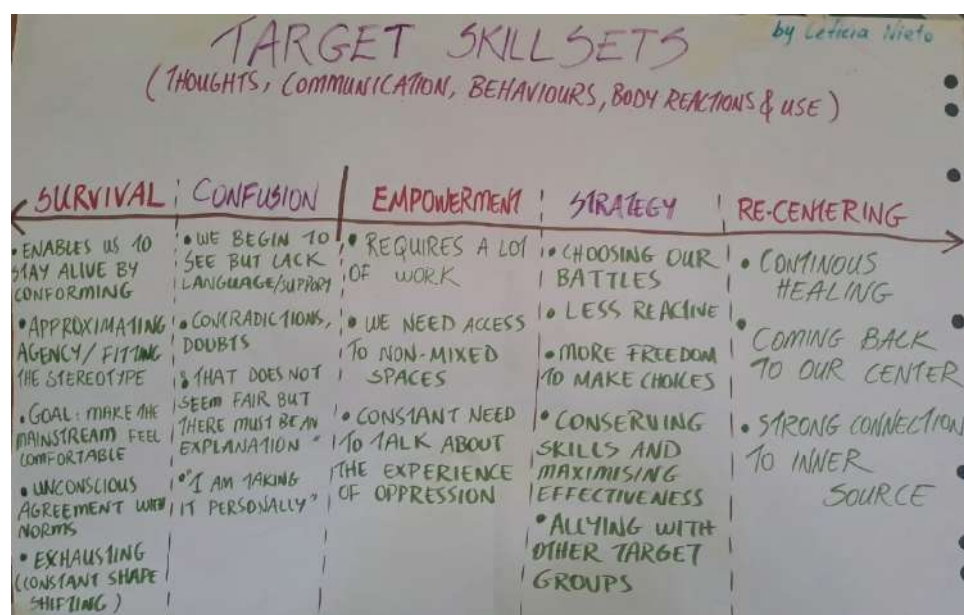 TARGET SKILLSETS
by Leticia Nieto
(THOUGHTS, COMMUNICATION, BEHAVIOURS, BODY REACTIONS & USE)
SURVIVAL
• ENABLES US TO
STAY ALIVE BY
CONFORMING
• APPROXIMATING
AGENCY/FITTING
THE STEREOTYPE
• GOAL: MAKE THE
MAINSTREAM FEEL
COMFORTABLE
• UNCONSCIOUS
AGREEMENT WITH
NORMS
• EXHAUSTING
(CONSTANT SHAPE
SHIFTING)
CONFUSION
• WE BEGIN TO
SEE BUT LACK
LANGUAGE/SUPPORT
• CONTRADICTIONS,
DOUBTS
THAT DOES NOT
SEEM FAIR BUT
THERE MUST BE AN
EXPLANATION"
• "I AM TAKING
IT PERSONALLY"
EMPOWERMENT
• REQUIRES A LOT
OF WORK
• WE NEED ACCESS
TO NON-MIXED
SPACES
• CONSTANT NEED
TO TALK ABOUT
THE EXPERIENCE
OF OPPRESSION
STRATEGY
• CHOOSING OUR
BATTLES
• LESS REACTIVE
• MORE FREEDOM
TO MAKE CHOICES
• CONSERVING
SKILLS AND
MAXIMISING
EFFECTIVENESS
• ALLYING WITH
OTHER TARGET
GROUPS
RE-CENTERING
• CONTINOUS
HEALING
• COMING BACK
TO OUR CENTER
• STRONG CONNECTION
TO INNER
SOURCE